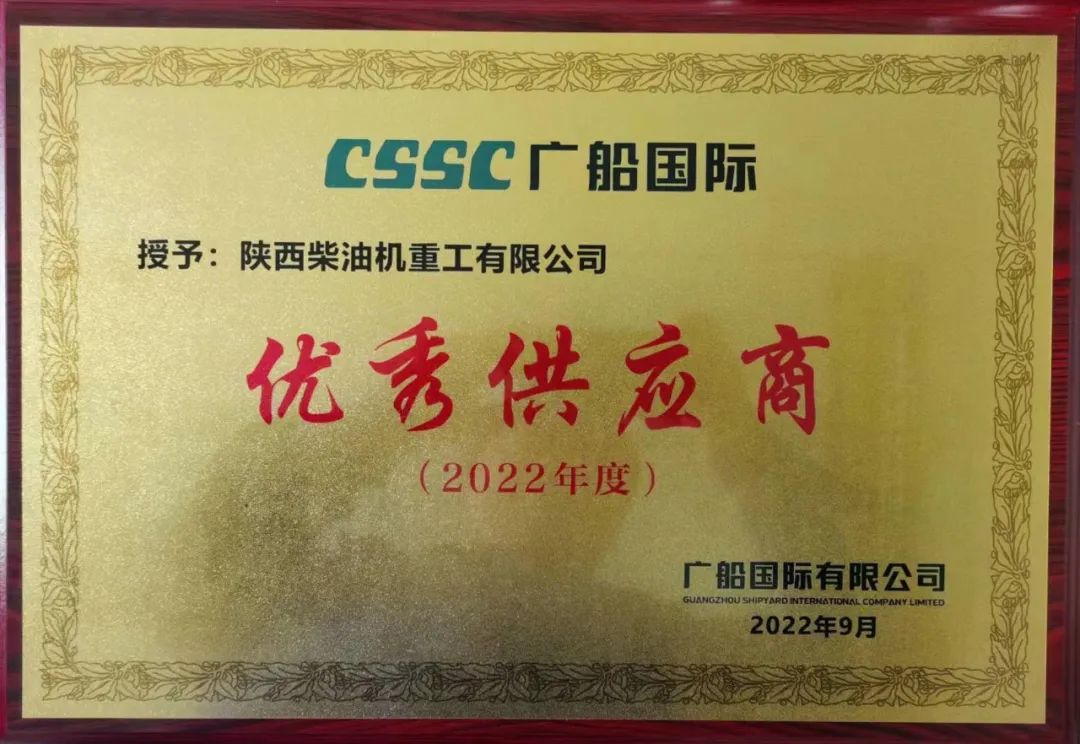 CSSC 广船国际
授予：陕西柴油机重工有限公司
优秀供应商
（2022年度）
广船国际有限公司
GUANGZHOU SHIPYARD INTERNATIONAL COMPANY LIMITED
2022年9月